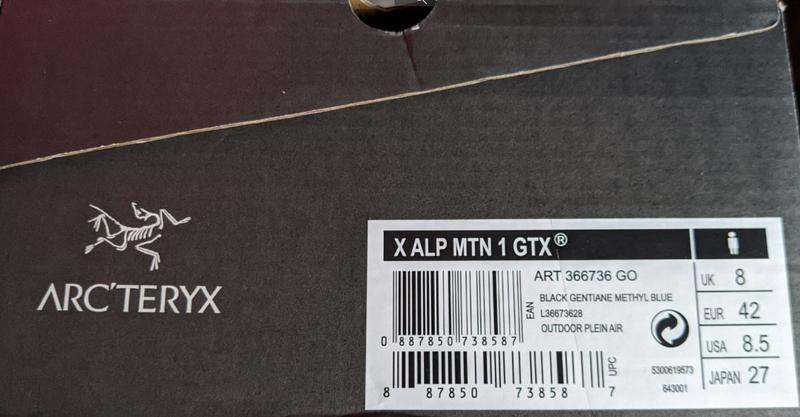 ARC'TERYX
X ALP MTN 1 GTX®
ART 366736 GO
BLACK GENTIANE METHYL BLUE
L36673628
OUTDOOR PLEIN AIR
EAN
0 887850 738587
UPC
8 87850 73858 7
5300619573
643001
UK 8
EUR 42
USA 8.5
JAPAN 27